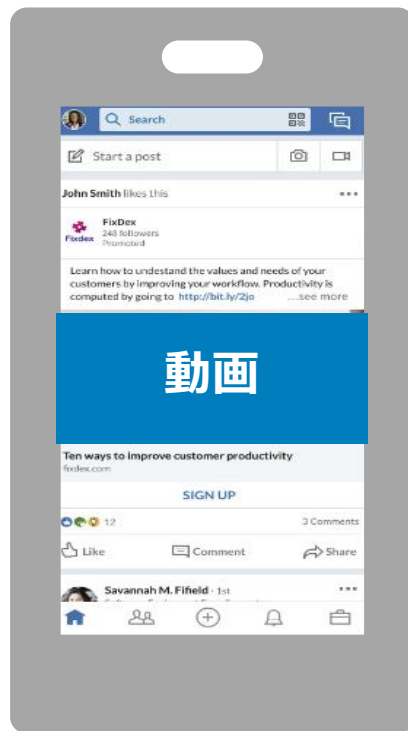 Search
Start a post
John Smith likes this
FixDex
Fixdex
248 followers
Promoted
Learn how to undestand the values and needs of your
customers by improving your workflow. Productivity is
computed by going to http://bit.ly/2jo ....see more
動画
Ten ways to improve customer productivity
fixdex.com
SIGN UP
12
3 Comments
Like Comment Share
Savannah M. Fifield · 1st